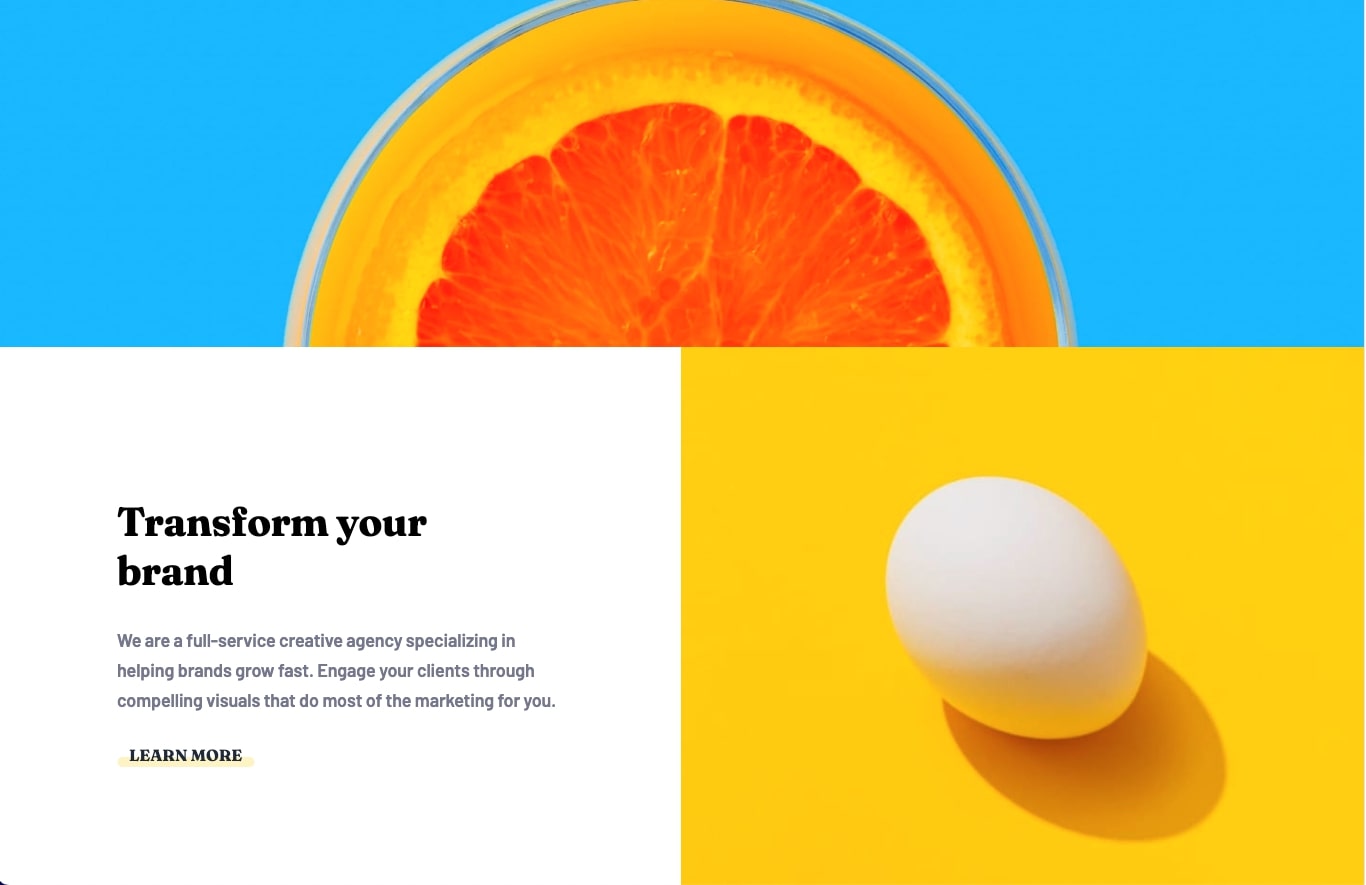 Transform your
brand
We are a full-service creative agency specializing in
helping brands grow fast. Engage your clients through
compelling visuals that do most of the marketing for you.
LEARN MORE